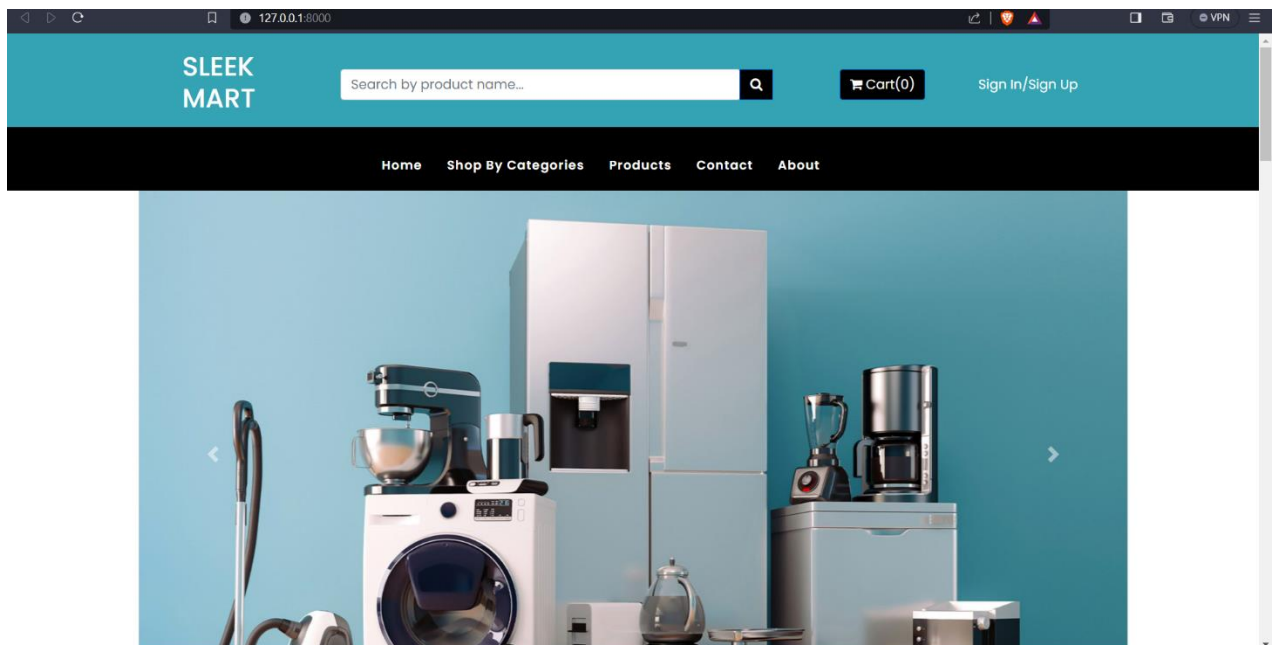 127.0.0.1:8000
VPN
SLEEK
MART
Search by product name...
Cart(0)
Sign In/Sign Up
Home Shop By Categories Products Contact About